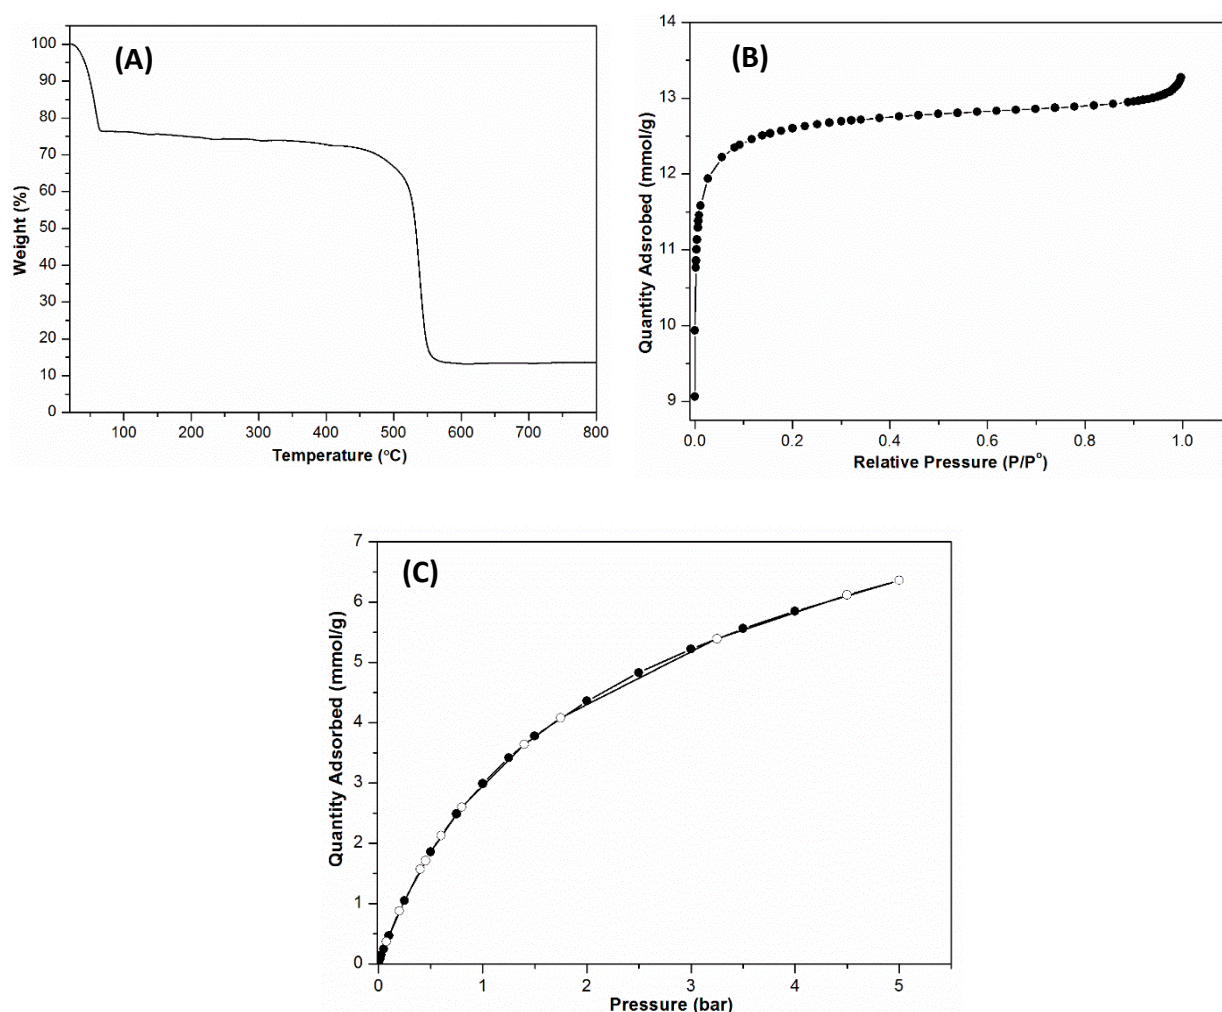 (A)
100
90
80
70
60
50
40
30
20
10
0
Weight (%)
100 200 300 400 500 600 700 800
Temperature (°C)
(B)
14
13
12
11
10
9
Quantity Adsrobed (mmol/g)
0.0 0.2 0.4 0.6 0.8 1.0
Relative Pressure (P/P°)
(C)
7
6
5
4
3
2
1
0
Quantity Adsorbed (mmol/g)
0 1 2 3 4 5
Pressure (bar)